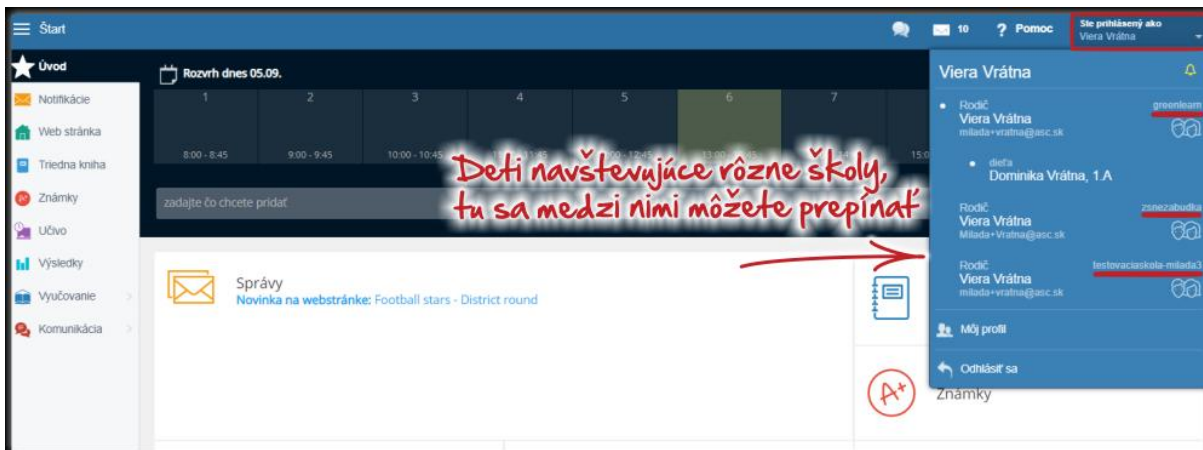 Štart
10
? Pomoc
Ste prihlásený ako
Viera Vrátna
Úvod
Notifikácie
Web stránka
Triedna kniha
Známky
Učivo
Výsledky
Vyučovanie
Komunikácia
Rozvrh dnes 05.09.
1 2 3 4 5 6 7
8:00 - 8:45 9:00 - 9:45 10:00 - 10:45
zadajte čo chcete pridať
Deti navštevujúce rôzne školy,
tu sa medzi nimi môžete prepínať
Správy
Novinka na webstránke: Football stars - District round
A+
Známky
Viera Vrátna
Rodič greenleam
Viera Vrátna
milada+vratna@asc.sk
dieťa
Dominika Vrátna, 1.A
Rodič zsnezabudka
Viera Vrátna
Milada+Vratna@asc.sk
Rodič testovaciaskola-milada3
Viera Vrátna
milada+vratna@asc.sk
Môj profil
Odhlásiť sa